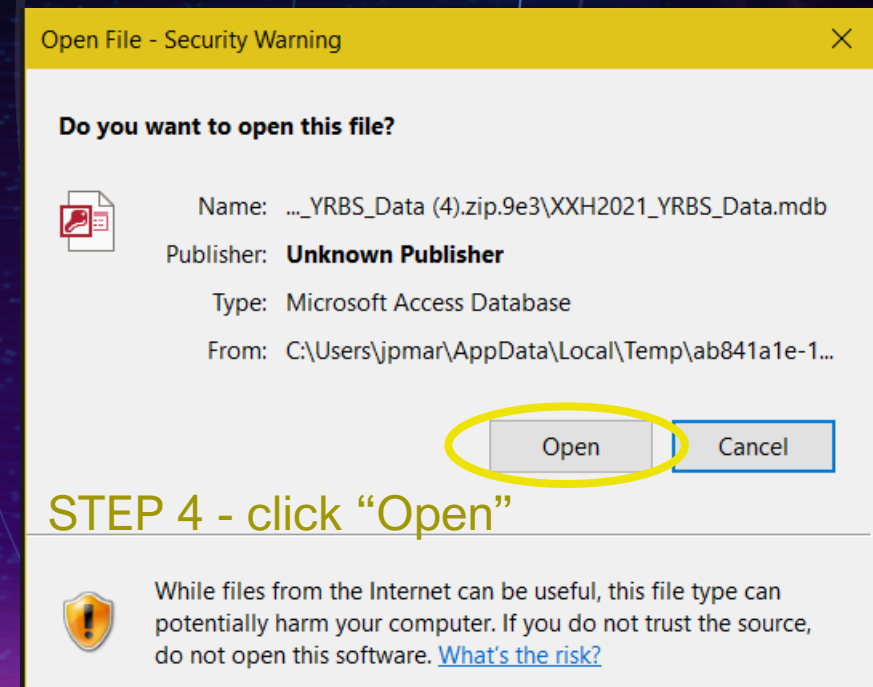 Open File - Security Warning
Do you want to open this file?
Name: ..._YRBS_Data (4).zip.9e3\XXH2021_YRBS_Data.mdb
Publisher: Unknown Publisher
Type: Microsoft Access Database
From: C:\Users\jpmar\AppData\Local\Temp\ab841a1e-1...
Open Cancel
STEP 4 - click “Open”
While files from the Internet can be useful, this file type can
potentially harm your computer. If you do not trust the source,
do not open this software. What's the risk?